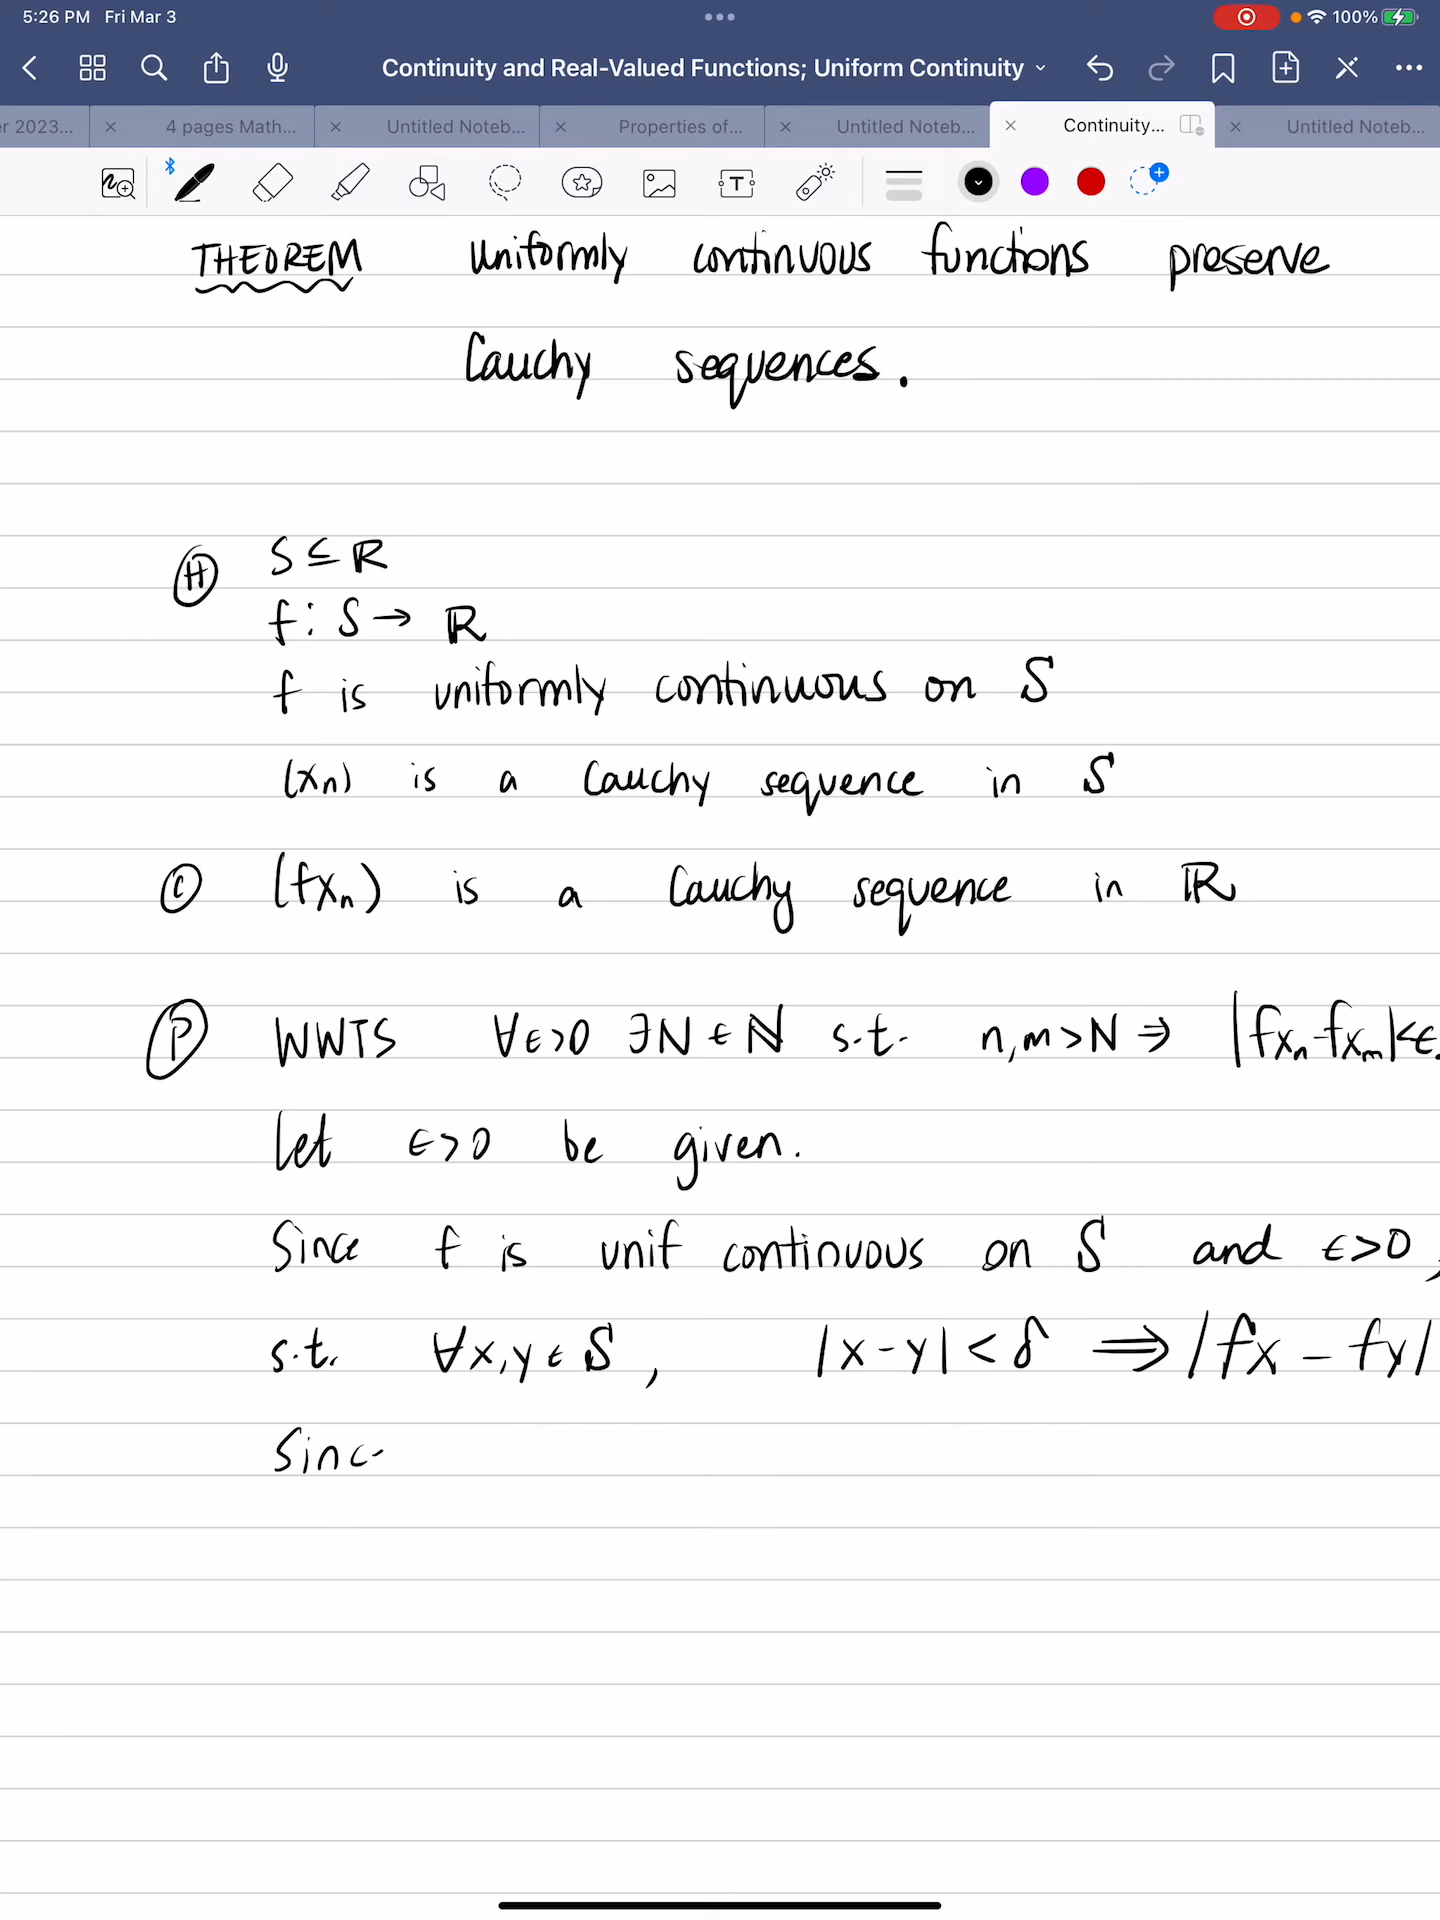 5:26 PM Fri Mar 3
100%
Continuity and Real-Valued Functions; Uniform Continuity
r 2023... 4 pages Math... Untitled Noteb... Properties of... Untitled Noteb... Continuity... Untitled Noteb...
THEOREM Uniformly continuous functions preserve
Cauchy sequences.
Ⓗ S ⊆ ℝ
f: S → ℝ
f is uniformly continuous on S
(xₙ) is a Cauchy sequence in S
Ⓒ (fxₙ) is a Cauchy sequence in ℝ
Ⓟ WWTS ∀ϵ>0 ∃N ∈ ℕ s.t. n,m>N ⇒ |fxₙ-fxₘ|<ϵ.
Let ϵ>0 be given.
Since f is unif continuous on S and ϵ>0,
s.t. ∀x,y ∈ S, |x-y|<δ ⟹ |fx - fy|
Sinc